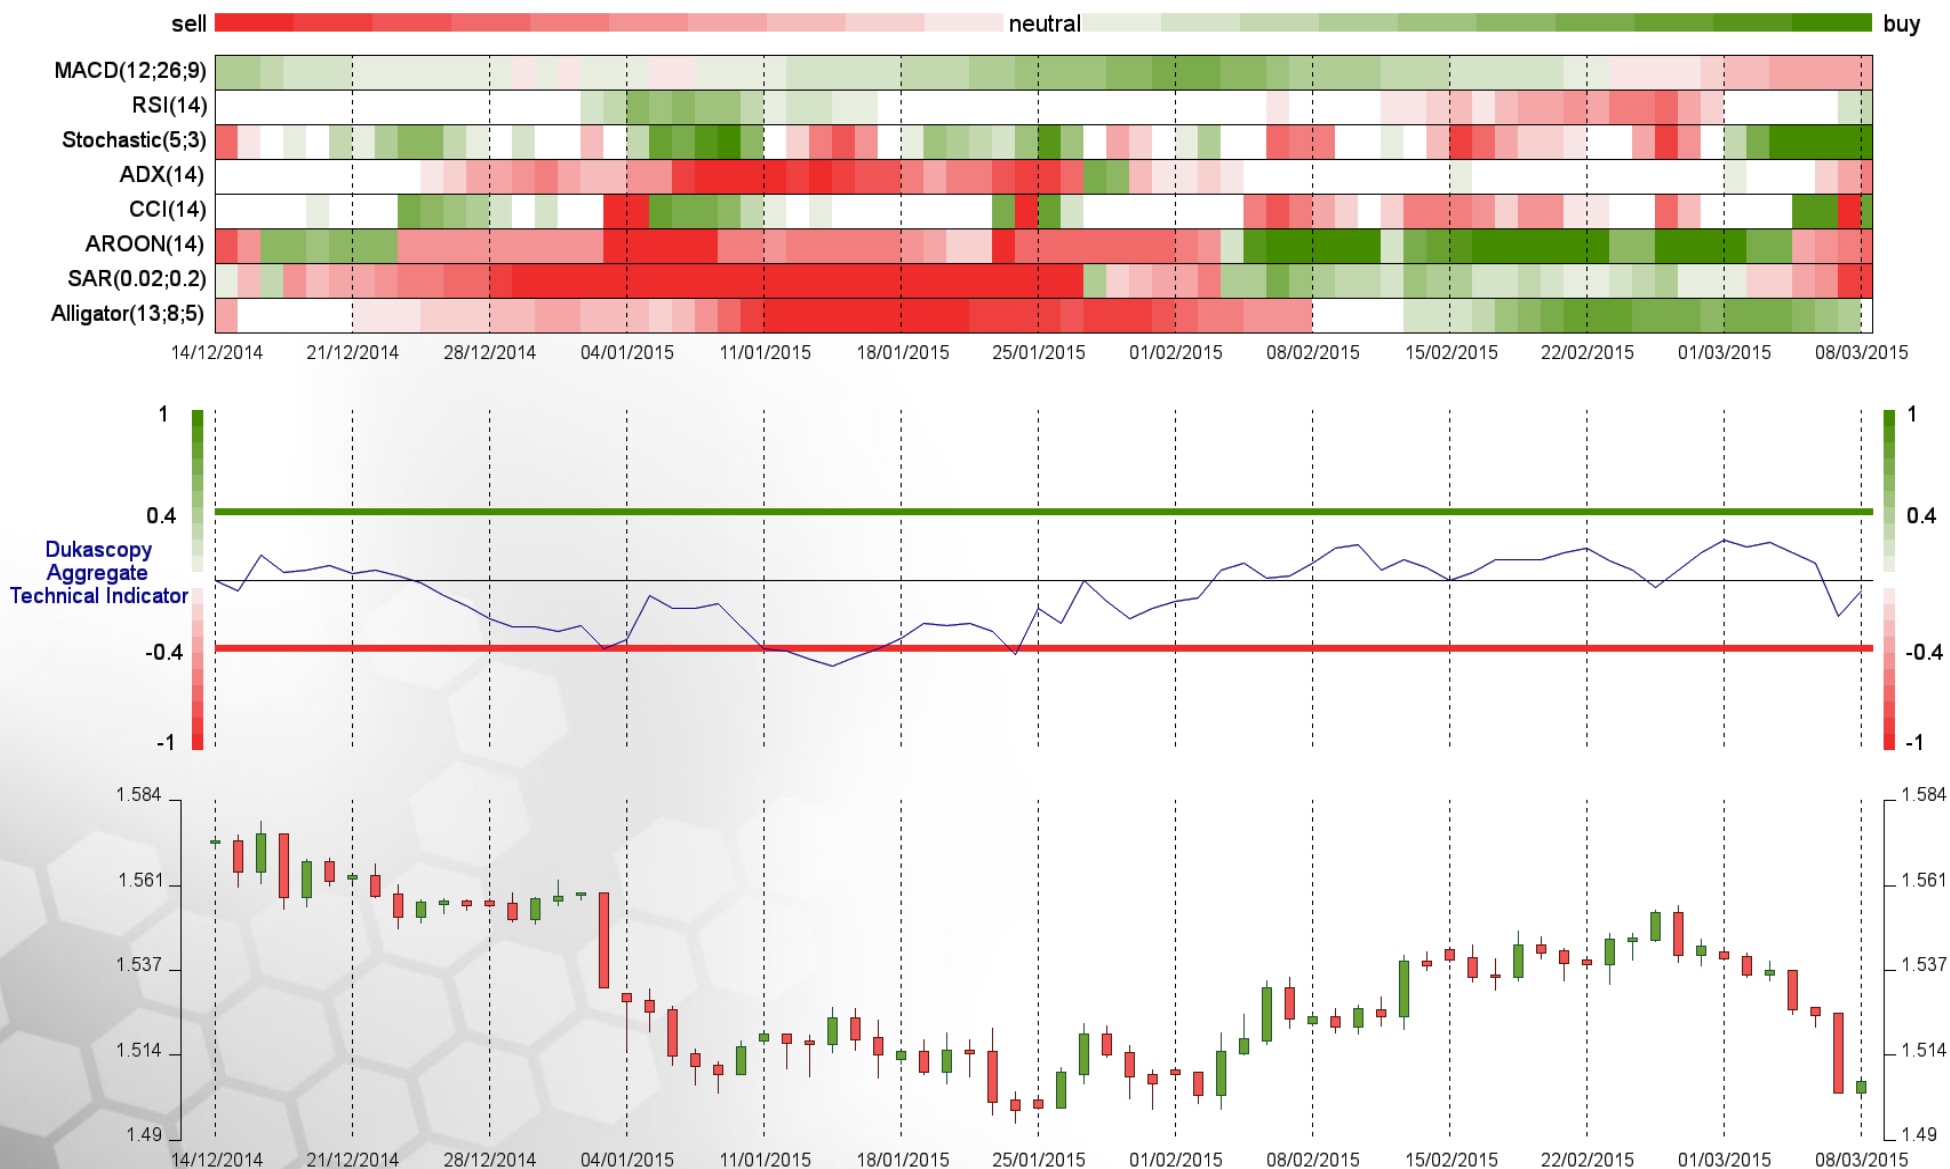 sell neutral buy
MACD(12;26;9)
RSI(14)
Stochastic(5;3)
ADX(14)
CCI(14)
AROON(14)
SAR(0.02;0.2)
Alligator(13;8;5)
14/12/2014 21/12/2014 28/12/2014 04/01/2015 11/01/2015 18/01/2015 25/01/2015 01/02/2015 08/02/2015 15/02/2015 22/02/2015 01/03/2015 08/03/2015
1 1
0.4 0.4
Dukascopy
Aggregate
Technical Indicator
-0.4 -0.4
-1 -1
1.584 1.584
1.561 1.561
1.537 1.537
1.514 1.514
1.49 1.49
14/12/2014 21/12/2014 28/12/2014 04/01/2015 11/01/2015 18/01/2015 25/01/2015 01/02/2015 08/02/2015 15/02/2015 22/02/2015 01/03/2015 08/03/2015